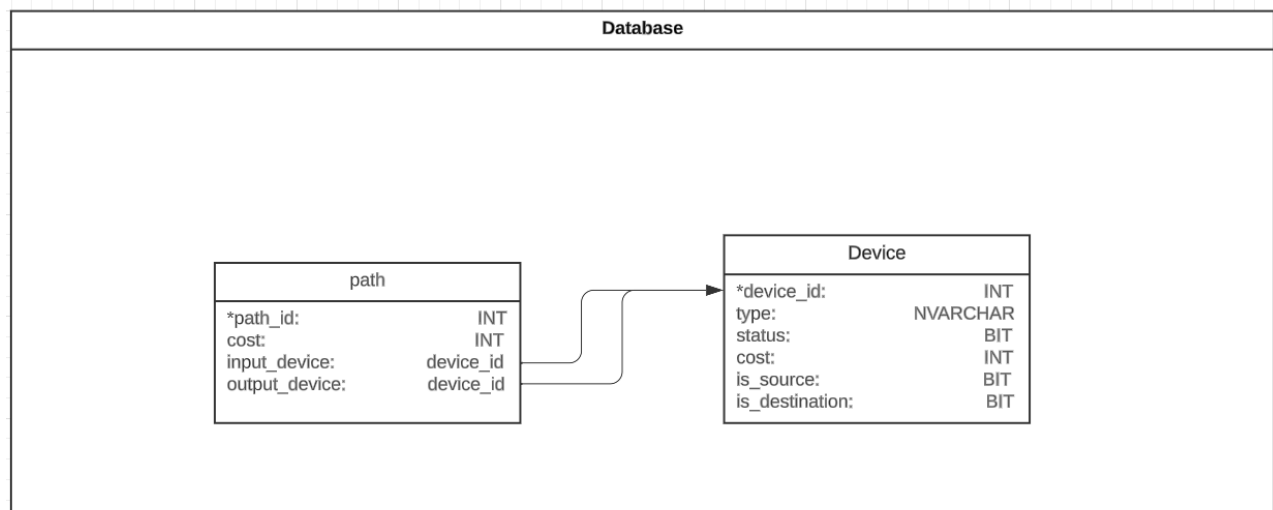 Database
path
*path_id: INT
cost: INT
input_device: device_id
output_device: device_id
Device
*device_id: INT
type: NVARCHAR
status: BIT
cost: INT
is_source: BIT
is_destination: BIT